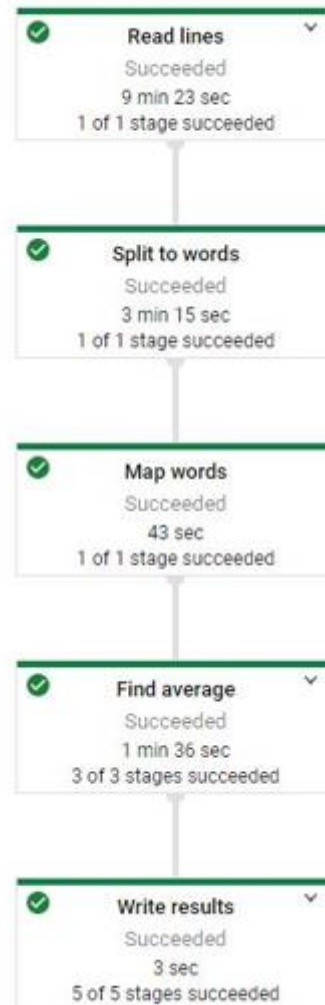 Read lines
Succeeded
9 min 23 sec
1 of 1 stage succeeded
Split to words
Succeeded
3 min 15 sec
1 of 1 stage succeeded
Map words
Succeeded
43 sec
1 of 1 stage succeeded
Find average
Succeeded
1 min 36 sec
3 of 3 stages succeeded
Write results
Succeeded
3 sec
5 of 5 stages succeeded